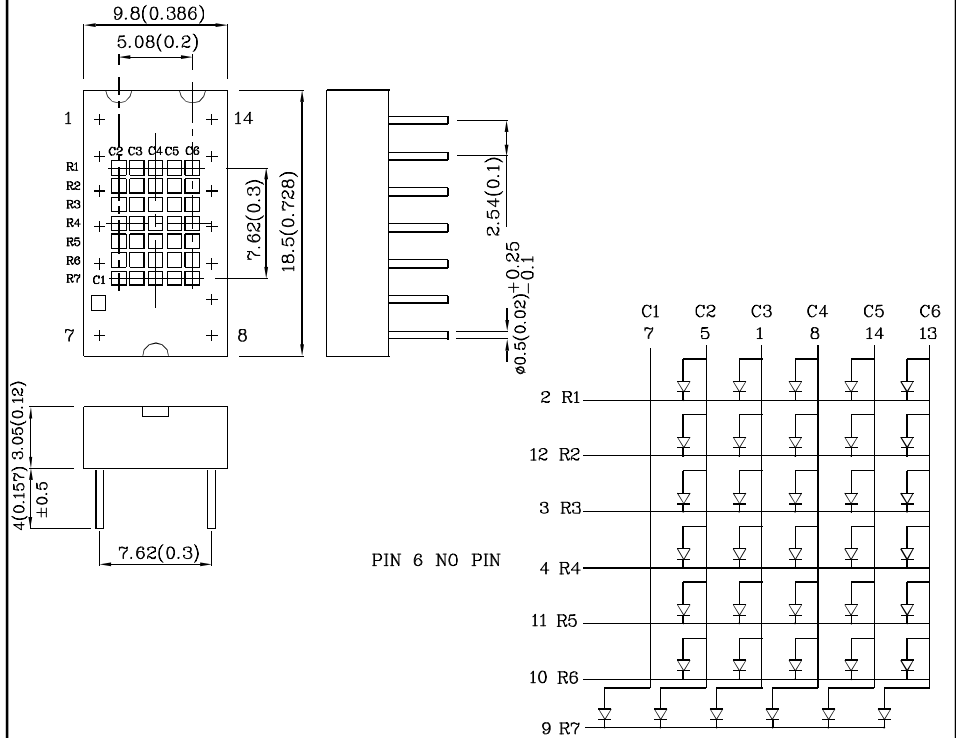 9.8(0.386)
5.08(0.2)
1
14
C2 C3 C4 C5 C6
R1
R2
R3
R4
R5
R6
R7
C1
7
8
7.62(0.3)
18.5(0.728)
2.54(0.1)
ø0.5(0.02)+0.25 −0.1
3.05(0.12)
4(0.157)
±0.5
7.62(0.3)
PIN 6 NO PIN
C1 C2 C3 C4 C5 C6
7 5 1 8 14 13
2 R1
12 R2
3 R3
4 R4
11 R5
10 R6
9 R7